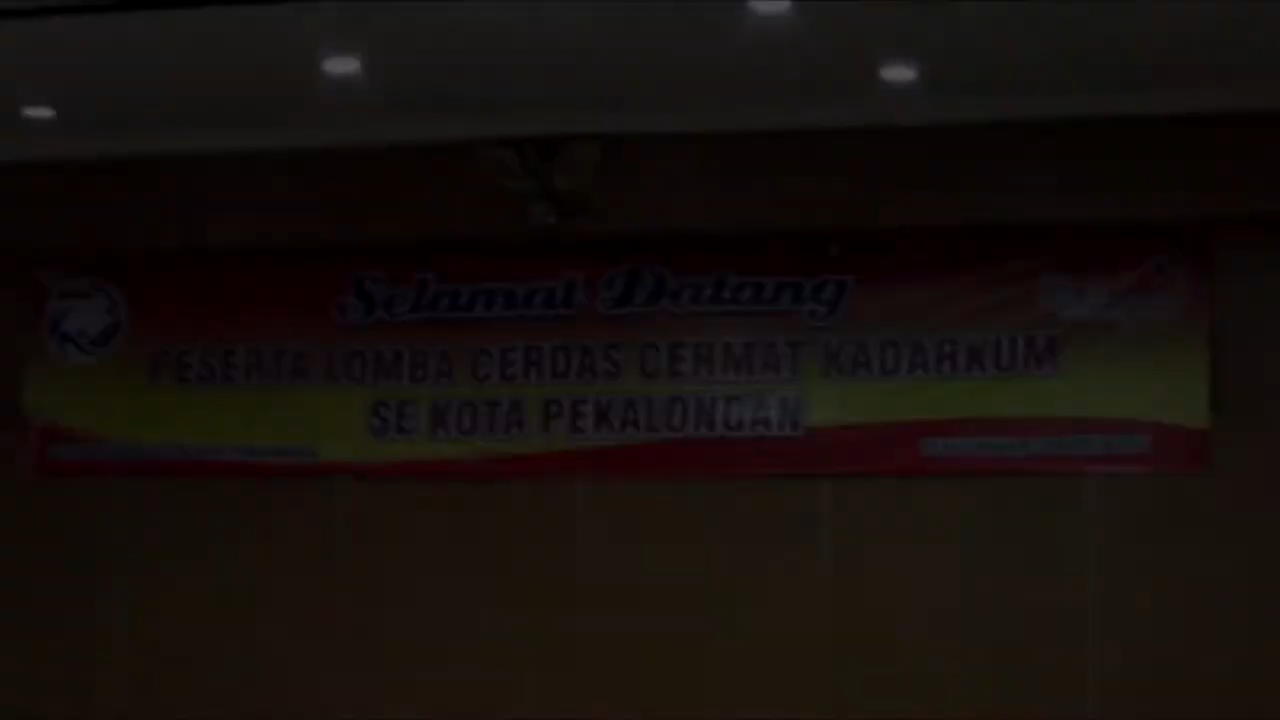 Selamat Datang
PESERTA LOMBA CERDAS CERMAT KADARKUM
SE KOTA PEKALONGAN